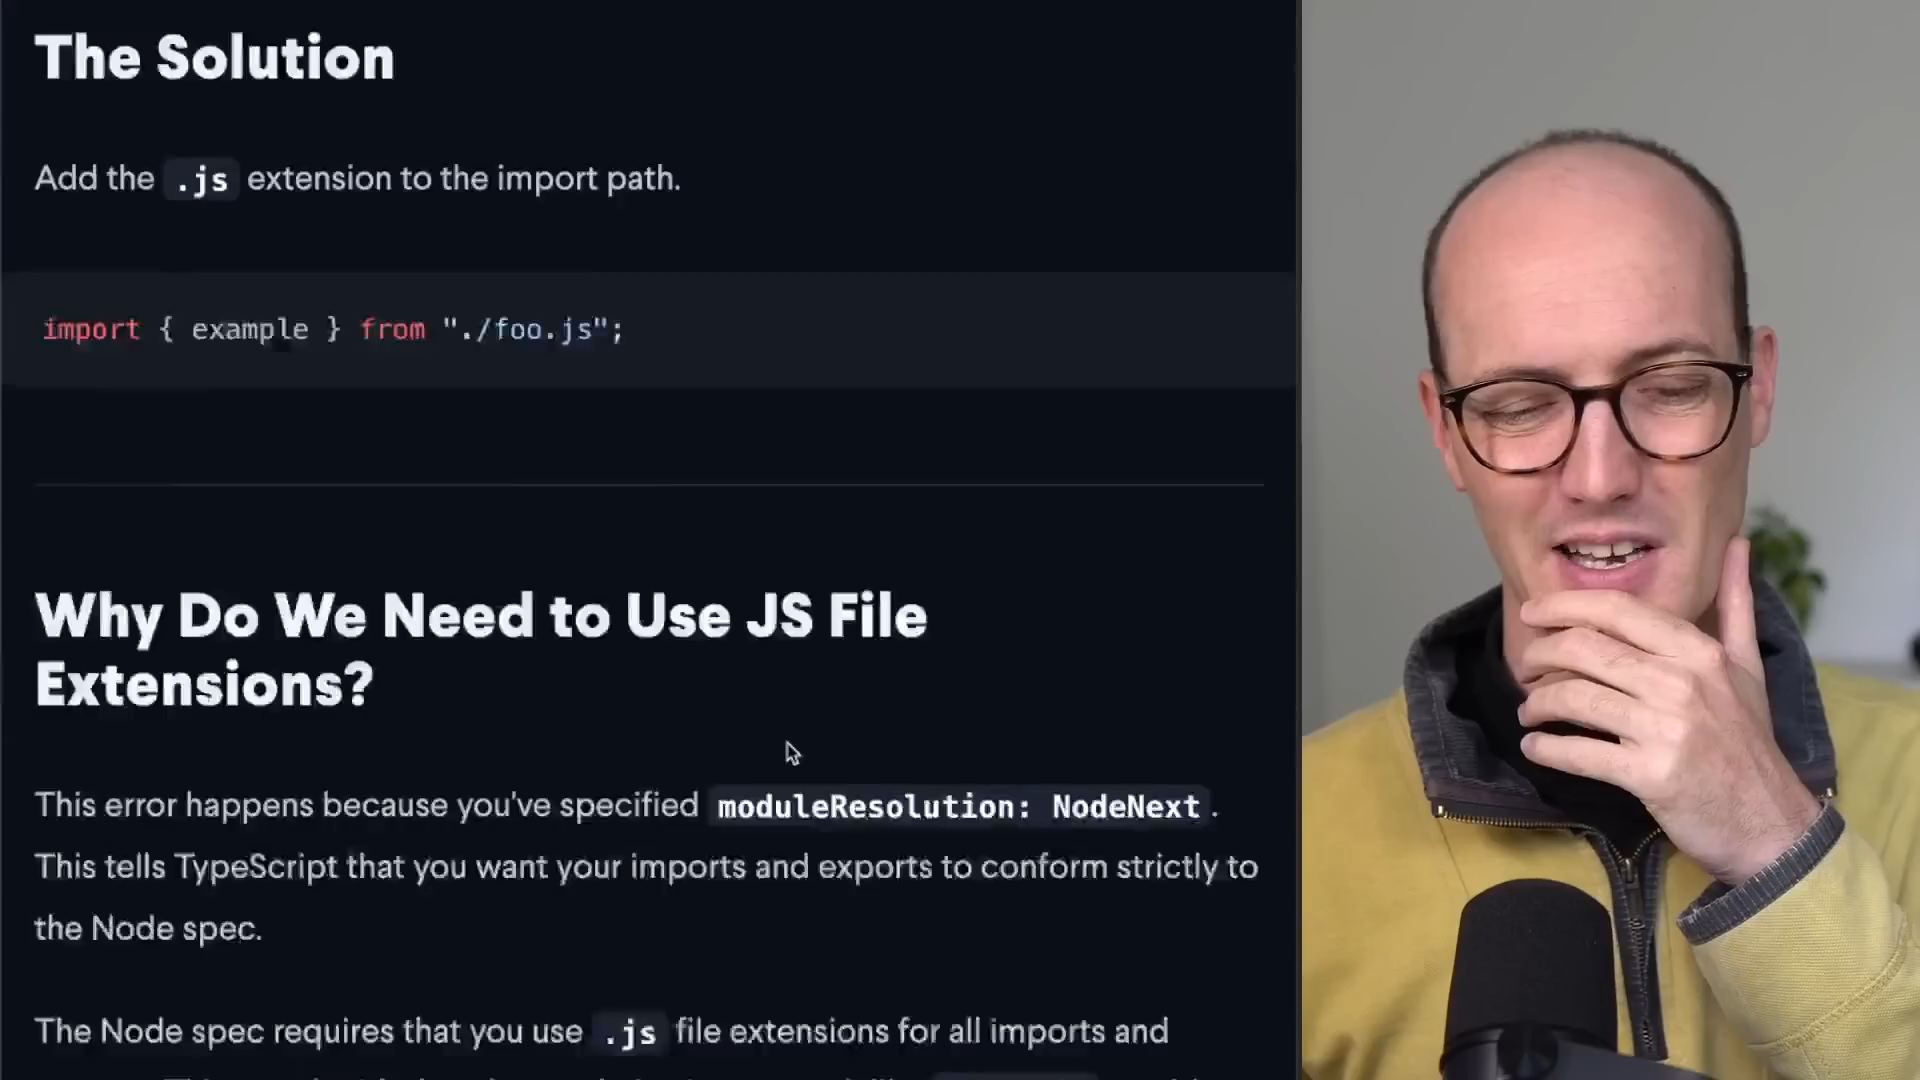 The Solution
Add the .js extension to the import path.
import { example } from "./foo.js";
Why Do We Need to Use JS File
Extensions?
This error happens because you've specified moduleResolution: NodeNext.
This tells TypeScript that you want your imports and exports to conform strictly to
the Node spec.
The Node spec requires that you use .js file extensions for all imports and